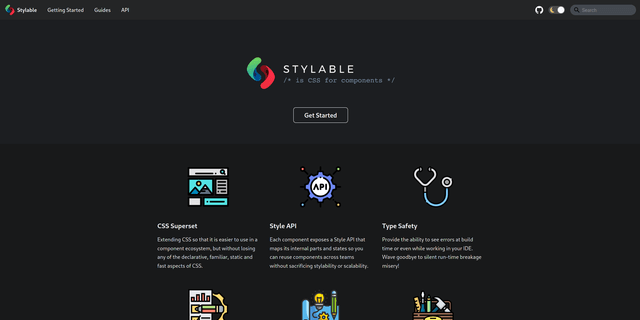 Stylable
Getting Started
Guides
API
Search
STYLABLE
/* is CSS for components */
Get Started
API
CSS Superset
Extending CSS so that it is easier to use in a
component ecosystem, but without losing
any of the declarative, familiar, static and
fast aspects of CSS.
Style API
Each component exposes a Style API that
maps its internal parts and states so you
can reuse components across teams
without sacrificing stylability or scalability.
Type Safety
Provide the ability to see errors at build
time or even while working in your IDE.
Wave goodbye to silent run-time breakage
misery!